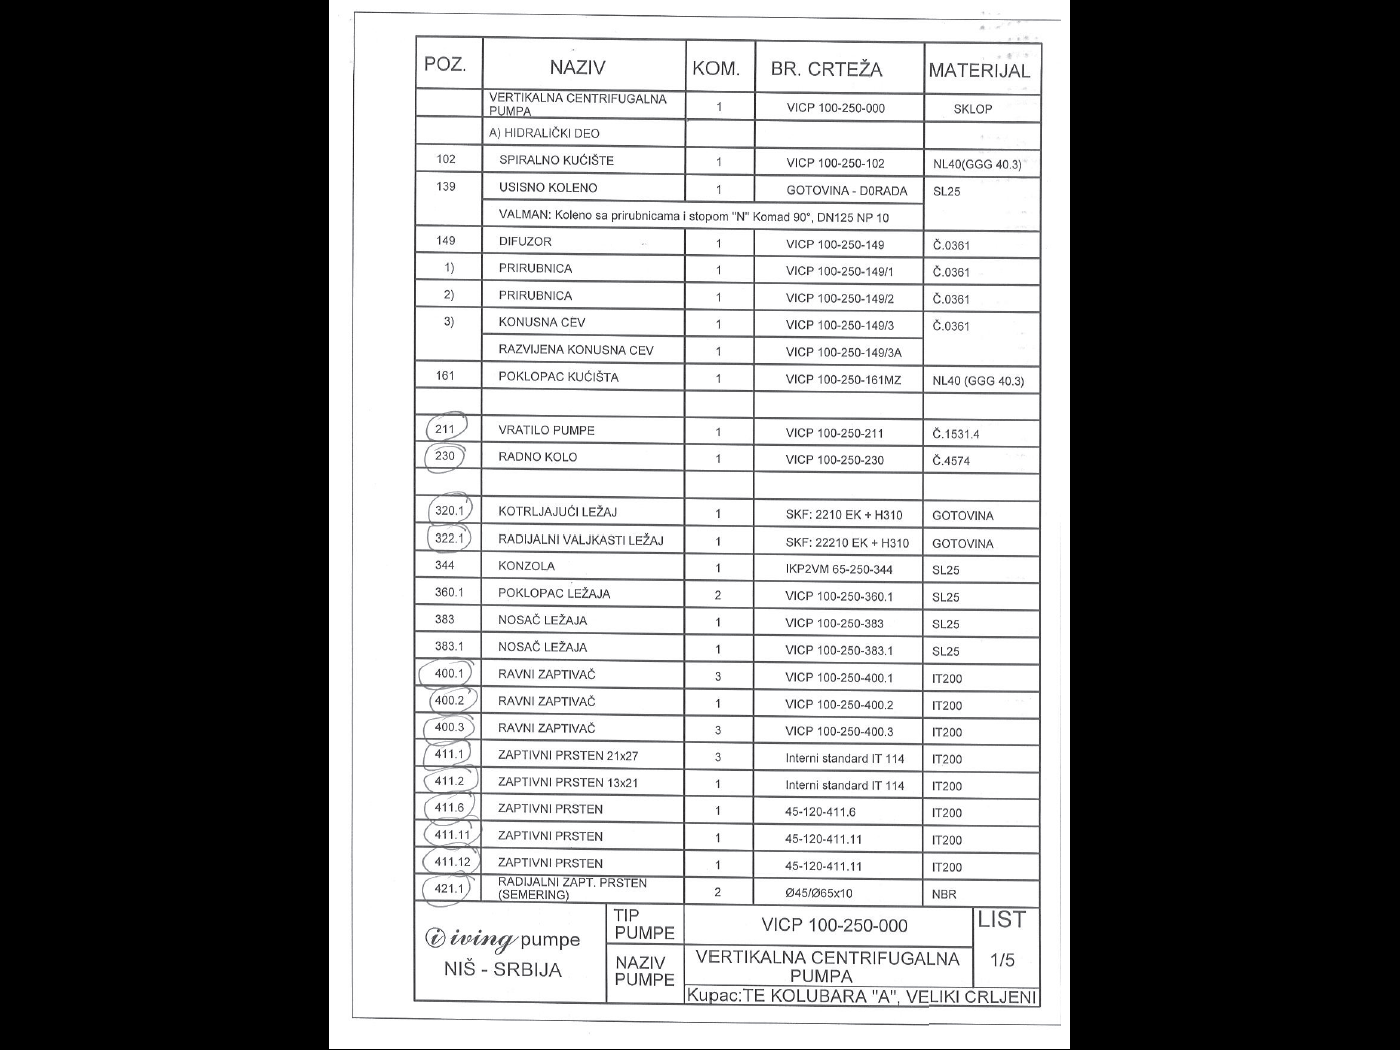 POZ. NAZIV KOM. BR. CRTEŽA MATERIJAL
VERTIKALNA CENTRIFUGALNA
PUMPA 1 VICP 100-250-000 SKLOP
A) HIDRALIČKI DEO
102 SPIRALNO KUĆIŠTE 1 VICP 100-250-102 NL40(GGG 40.3)
139 USISNO KOLENO 1 GOTOVINA - D0RADA SL25
VALMAN: Koleno sa prirubnicama i stopom "N" Komad 90°, DN125 NP 10
149 DIFUZOR 1 VICP 100-250-149 Č.0361
1) PRIRUBNICA 1 VICP 100-250-149/1 Č.0361
2) PRIRUBNICA 1 VICP 100-250-149/2 Č.0361
3) KONUSNA CEV 1 VICP 100-250-149/3 Č.0361
RAZVIJENA KONUSNA CEV 1 VICP 100-250-149/3A
161 POKLOPAC KUĆIŠTA 1 VICP 100-250-161MZ NL40 (GGG 40.3)
211 VRATILO PUMPE 1 VICP 100-250-211 Č.1531.4
230 RADNO KOLO 1 VICP 100-250-230 Č.4574
320.1 KOTRLJAJUĆI LEŽAJ 1 SKF: 2210 EK + H310 GOTOVINA
322.1 RADIJALNI VALJKASTI LEŽAJ 1 SKF: 22210 EK + H310 GOTOVINA
344 KONZOLA 1 IKP2VM 65-250-344 SL25
360.1 POKLOPAC LEŽAJA 2 VICP 100-250-360.1 SL25
383 NOSAČ LEŽAJA 1 VICP 100-250-383 SL25
383.1 NOSAČ LEŽAJA 1 VICP 100-250-383.1 SL25
400.1 RAVNI ZAPTIVAČ 3 VICP 100-250-400.1 IT200
400.2 RAVNI ZAPTIVAČ 1 VICP 100-250-400.2 IT200
400.3 RAVNI ZAPTIVAČ 3 VICP 100-250-400.3 IT200
411.1 ZAPTIVNI PRSTEN 21x27 3 Interni standard IT 114 IT200
411.2 ZAPTIVNI PRSTEN 13x21 1 Interni standard IT 114 IT200
411.6 ZAPTIVNI PRSTEN 1 45-120-411.6 IT200
411.11 ZAPTIVNI PRSTEN 1 45-120-411.11 IT200
411.12 ZAPTIVNI PRSTEN 1 45-120-411.11 IT200
421.1 RADIJALNI ZAPT. PRSTEN
(SEMERING) 2 Ø45/Ø65x10 NBR
iving pumpe
NIŠ - SRBIJA
TIP
PUMPE
VICP 100-250-000
LIST
1/5
NAZIV
PUMPE
VERTIKALNA CENTRIFUGALNA
PUMPA
Kupac:TE KOLUBARA "A", VELIKI CRLJENI